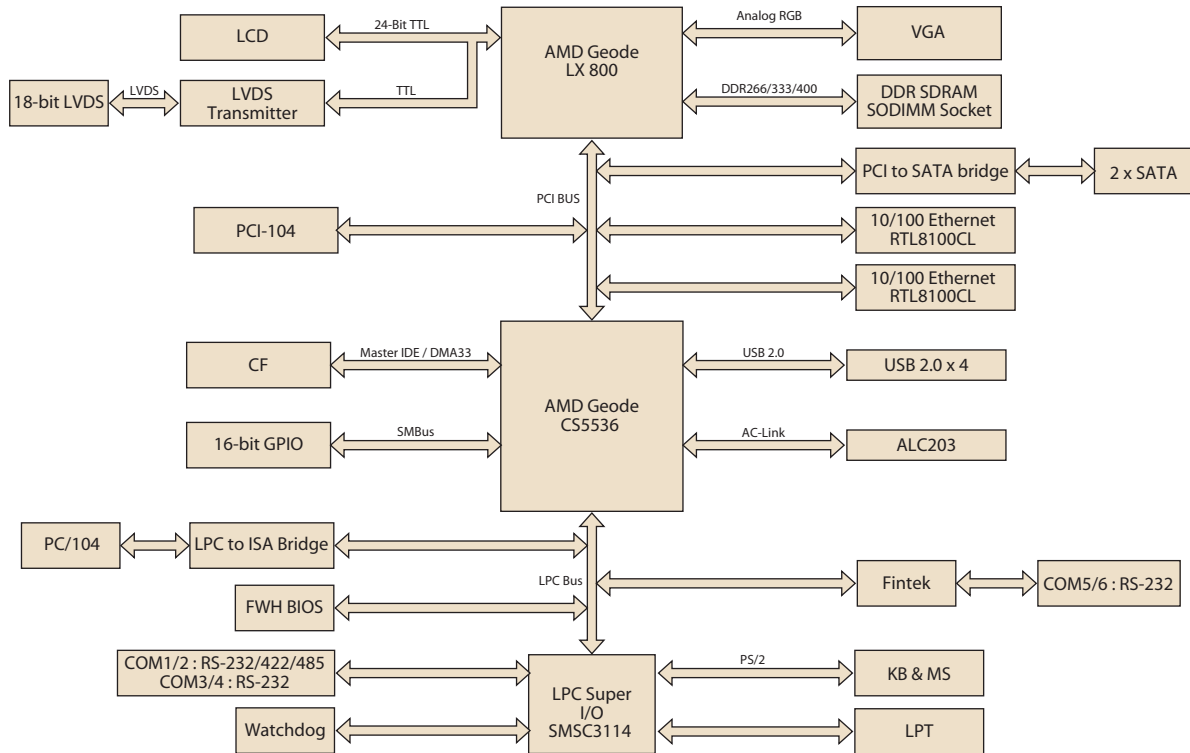 LCD
24-Bit TTL
AMD Geode
LX 800
Analog RGB
VGA
18-bit LVDS
LVDS
LVDS
Transmitter
TTL
DDR266/333/400
DDR SDRAM
SODIMM Socket
PCI BUS
PCI to SATA bridge
2 x SATA
PCI-104
10/100 Ethernet
RTL8100CL
10/100 Ethernet
RTL8100CL
CF
Master IDE / DMA33
AMD Geode
CS5536
USB 2.0
USB 2.0 x 4
16-bit GPIO
SMBus
AC-Link
ALC203
PC/104
LPC to ISA Bridge
LPC Bus
Fintek
COM5/6 : RS-232
FWH BIOS
COM1/2 : RS-232/422/485
COM3/4 : RS-232
LPC Super
I/O
SMSC3114
PS/2
KB & MS
Watchdog
LPT